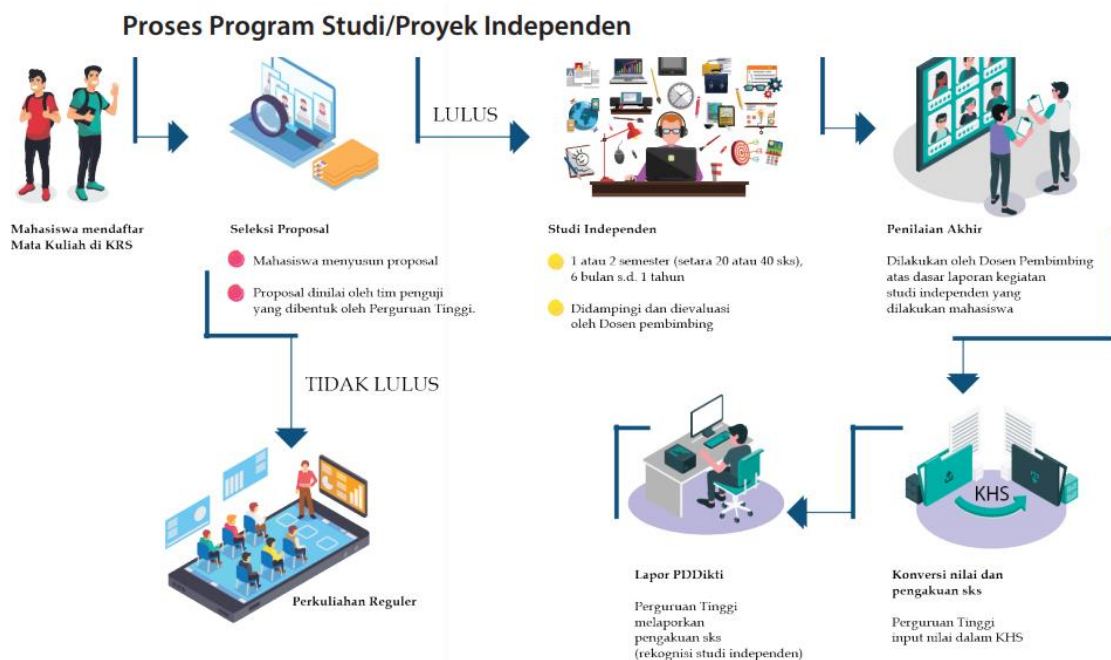 Proses Program Studi/Proyek Independen
LULUS
Mahasiswa mendaftar
Mata Kuliah di KRS
Seleksi Proposal
Mahasiswa menyusun proposal
Proposal dinilai oleh tim penguji
yang dibentuk oleh Perguruan Tinggi.
Studi Independen
1 atau 2 semester (setara 20 atau 40 sks),
6 bulan s.d. 1 tahun
Didampingi dan dievaluasi
oleh Dosen pembimbing
Penilaian Akhir
Dilakukan oleh Dosen Pembimbing
atas dasar laporan kegiatan
studi independen yang
dilakukan mahasiswa
TIDAK LULUS
Perkuliahan Reguler
KHS
Konversi nilai dan
pengakuan sks
Perguruan Tinggi
input nilai dalam KHS
Lapor PDDikti
Perguruan Tinggi
melaporkan
pengakuan sks
(rekognisi studi independen)